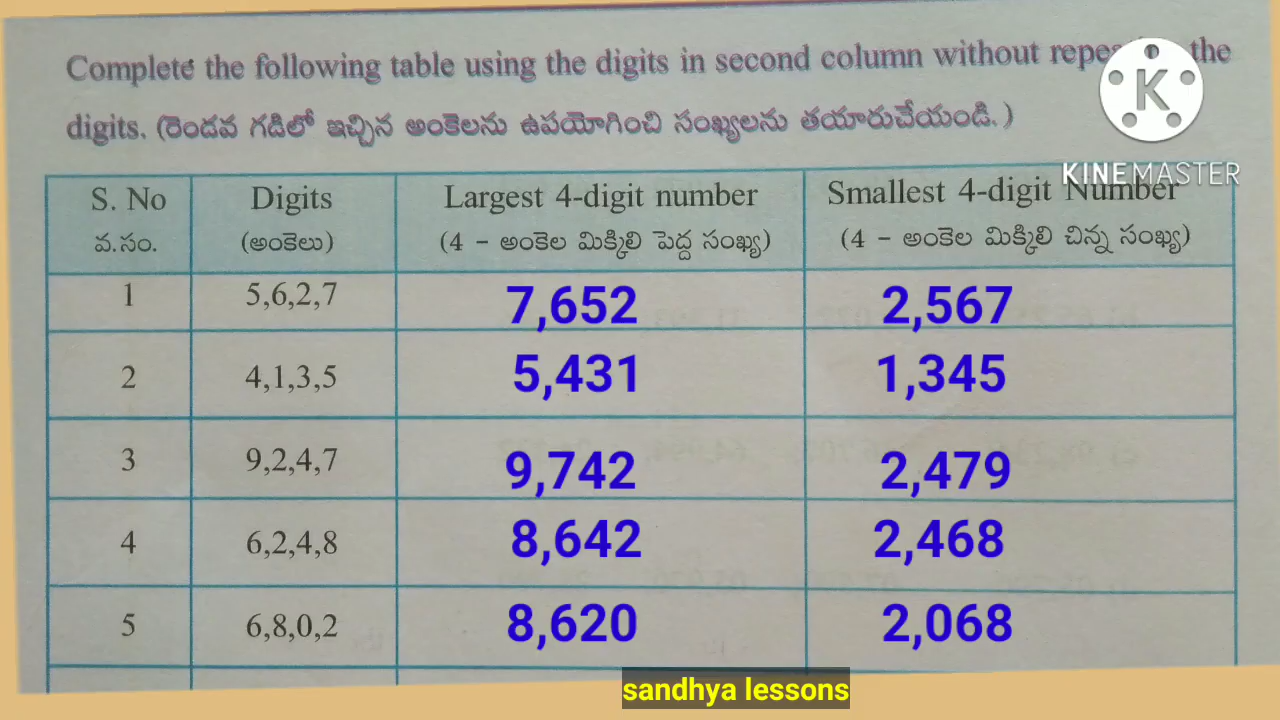 Complete the following table using the digits in second column without the
digits. (రెండవ గడిలో ఇచ్చిన అంకెలను ఉపయోగించి సంఖ్యలను తయారుచేయండి.)
K
KINEMASTER
S. No Digits Largest 4-digit number Smallest 4-digit Number
వ.సం. (అంకెలు) (4 - అంకెల మిక్కిలి పెద్ద సంఖ్య) (4 - అంకెల మిక్కిలి చిన్న సంఖ్య)
1 5,6,2,7 7,652 2,567
2 4,1,3,5 5,431 1,345
3 9,2,4,7 9,742 2,479
4 6,2,4,8 8,642 2,468
5 6,8,0,2 8,620 2,068
sandhya lessons